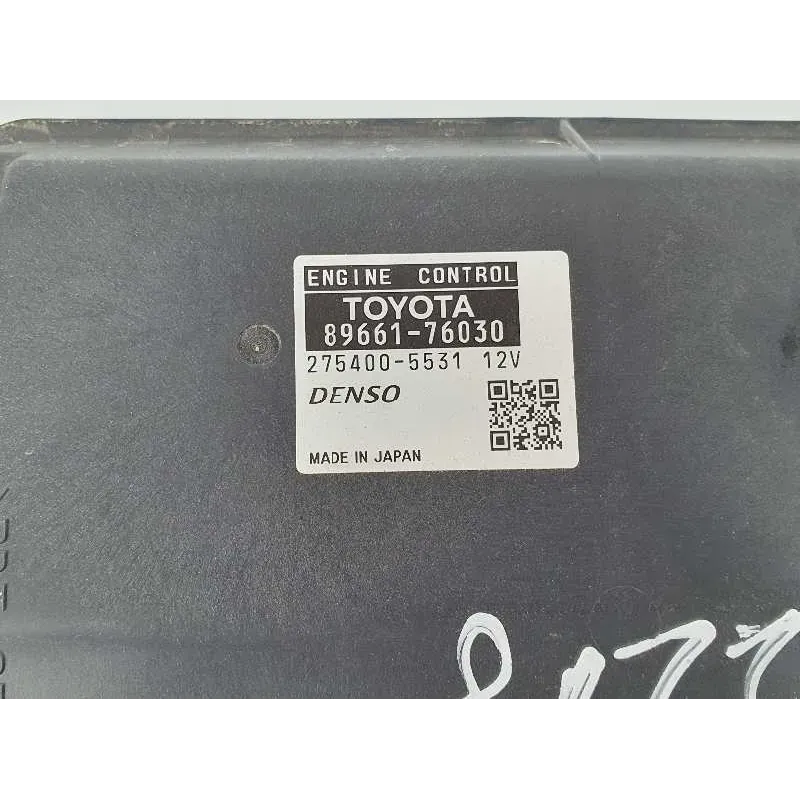 ENGINE CONTROL
TOYOTA
89661-76030
275400-5531 12V
DENSO
MADE IN JAPAN